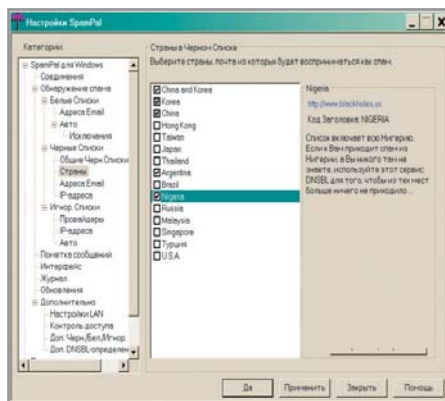 Настройки SpamPal
Категории:
SpamPal для Windows
Соединения
Обнаружение спама
Белые Списки
Адреса Email
Авто
Исключения
Черные Списки
Общие Черн.Списки
Страны
Адреса Email
IP-адреса
Игнор. Списки
Провайдеры
IP-адреса
Авто
Пометка сообщений
Интерфейс
Журнал
Обновления
Дополнительно
Настройки LAN
Контроль доступа
Доп. Черн./Бел./Игнор.
Доп. DNSBL-определен
Страны в Черном Списке
Выберите страны, почта из которых будет восприниматься как спам.
China and Korea
Korea
China
Hong Kong
Taiwan
Japan
Thailand
Argentina
Brazil
Nigeria
Russia
Malaysia
Singapore
Турция
U.S.A.
Nigeria
http://www.blackholes.us
Код Заголовка: NIGERIA
Список включает всю Нигерию.
Если к Вам приходит спам из
Нигерии, а Вы никого там не
знаете, используйте этот сервис
DNSBL для того, чтобы из тех мест
больше ничего не приходило ...
Да
Применить
Закрыть
Помощь